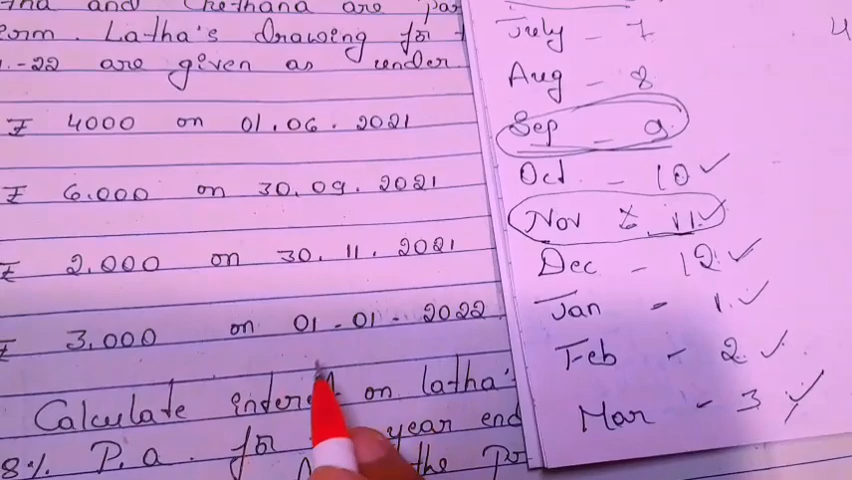 and Chethana are
Latha's drawing for
-22 are given as under
₹ 4000 on 01.06.2021
₹ 6.000 on 30.09.2021
₹ 2.000 on 30.11.2021
₹ 3.000 on 01-01-2022
Calculate on latha's
8% P.a. for year end
the
July - 7
Aug - 8
Sep - 9
Oct - 10 ✓
Nov 11 ✓
Dec - 12 ✓
Jan - 1 ✓
Feb - 2 ✓
Mar - 3 ✓